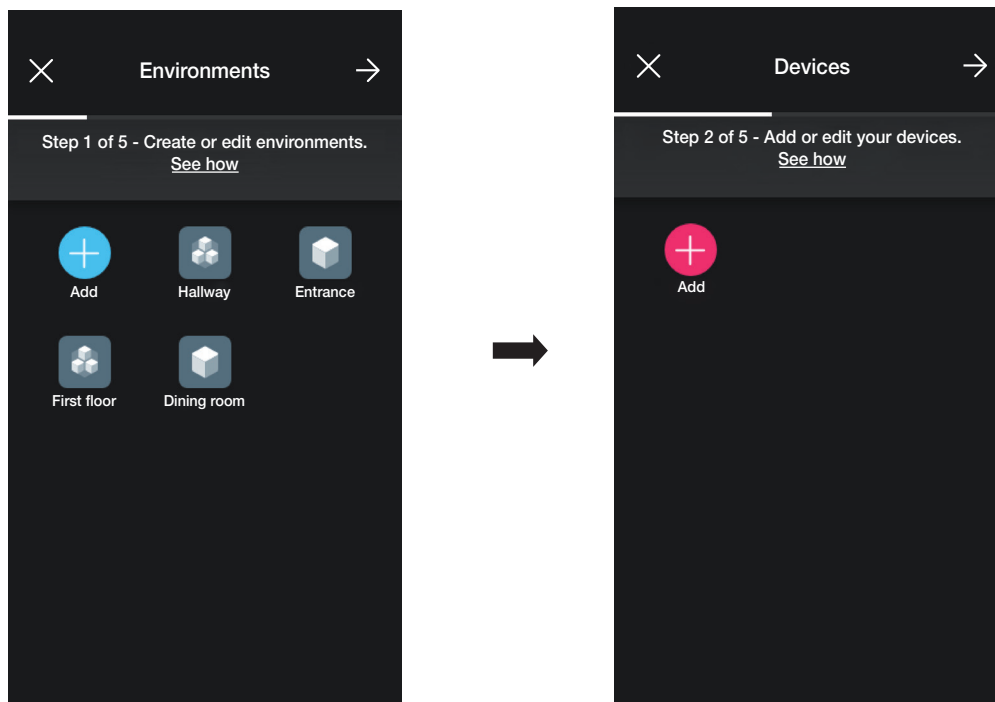 Environments
Step 1 of 5 - Create or edit environments.
See how
Add
Hallway
Entrance
First floor
Dining room
Devices
Step 2 of 5 - Add or edit your devices.
See how
Add